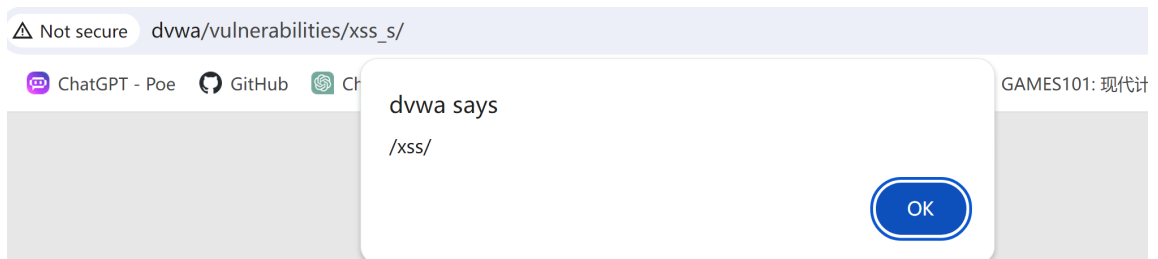 Not secure dvwa/vulnerabilities/xss_s/
ChatGPT - Poe GitHub Ch GAMES101: 现代计
dvwa says
/xss/
OK